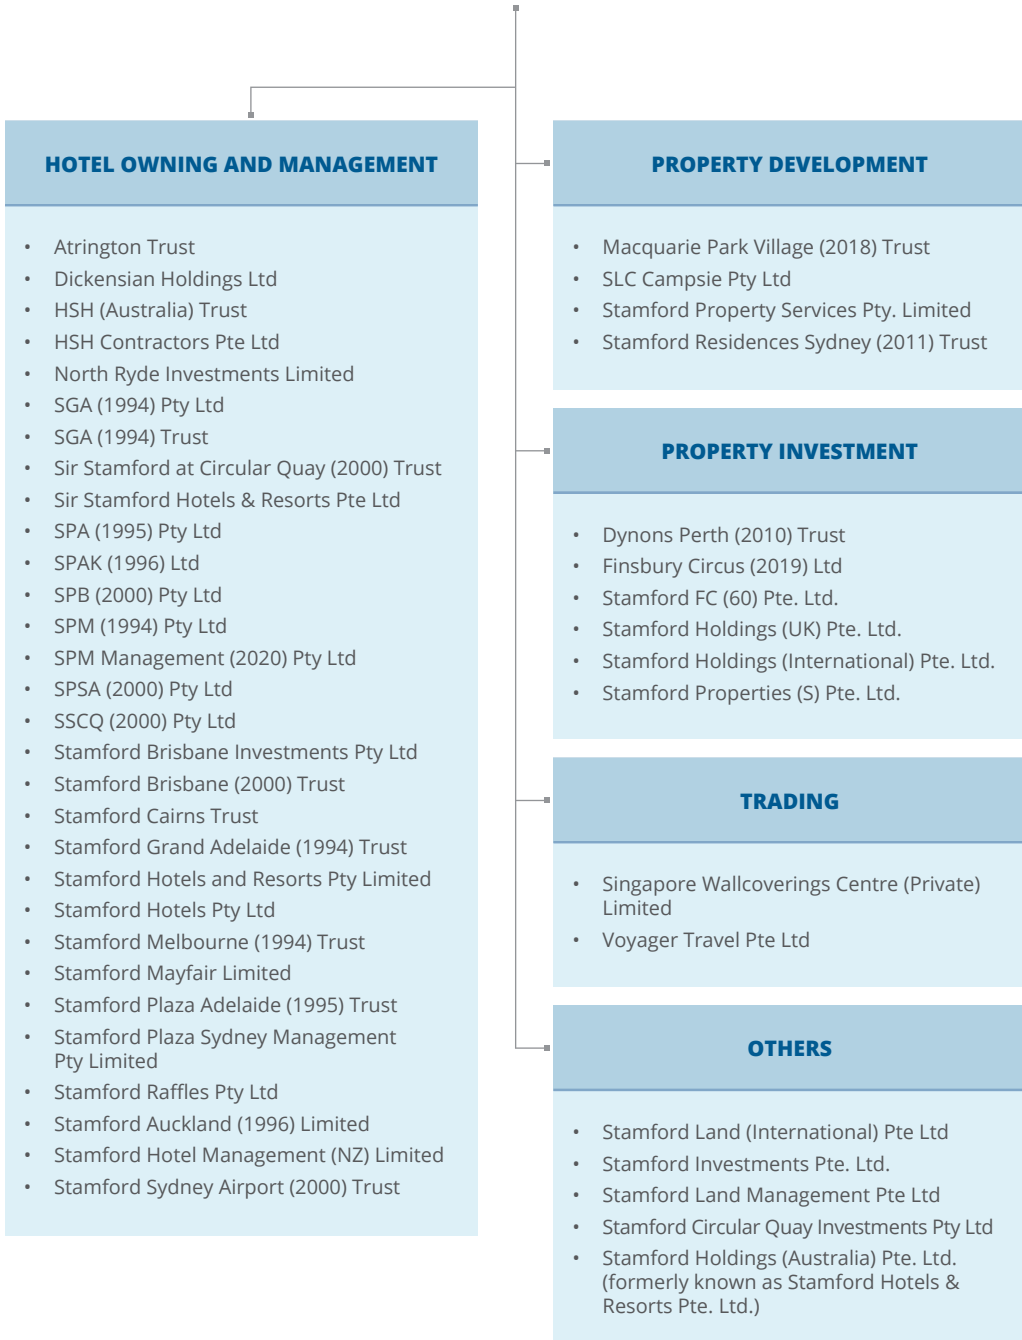 HOTEL OWNING AND MANAGEMENT
• Atrington Trust
• Dickensian Holdings Ltd
• HSH (Australia) Trust
• HSH Contractors Pte Ltd
• North Ryde Investments Limited
• SGA (1994) Pty Ltd
• SGA (1994) Trust
• Sir Stamford at Circular Quay (2000) Trust
• Sir Stamford Hotels & Resorts Pte Ltd
• SPA (1995) Pty Ltd
• SPAK (1996) Ltd
• SPB (2000) Pty Ltd
• SPM (1994) Pty Ltd
• SPM Management (2020) Pty Ltd
• SPSA (2000) Pty Ltd
• SSCQ (2000) Pty Ltd
• Stamford Brisbane Investments Pty Ltd
• Stamford Brisbane (2000) Trust
• Stamford Cairns Trust
• Stamford Grand Adelaide (1994) Trust
• Stamford Hotels and Resorts Pty Limited
• Stamford Hotels Pty Ltd
• Stamford Melbourne (1994) Trust
• Stamford Mayfair Limited
• Stamford Plaza Adelaide (1995) Trust
• Stamford Plaza Sydney Management
Pty Limited
• Stamford Raffles Pty Ltd
• Stamford Auckland (1996) Limited
• Stamford Hotel Management (NZ) Limited
• Stamford Sydney Airport (2000) Trust
PROPERTY DEVELOPMENT
• Macquarie Park Village (2018) Trust
• SLC Campsie Pty Ltd
• Stamford Property Services Pty. Limited
• Stamford Residences Sydney (2011) Trust
PROPERTY INVESTMENT
• Dynons Perth (2010) Trust
• Finsbury Circus (2019) Ltd
• Stamford FC (60) Pte. Ltd.
• Stamford Holdings (UK) Pte. Ltd.
• Stamford Holdings (International) Pte. Ltd.
• Stamford Properties (S) Pte. Ltd.
TRADING
• Singapore Wallcoverings Centre (Private)
Limited
• Voyager Travel Pte Ltd
OTHERS
• Stamford Land (International) Pte Ltd
• Stamford Investments Pte. Ltd.
• Stamford Land Management Pte Ltd
• Stamford Circular Quay Investments Pty Ltd
• Stamford Holdings (Australia) Pte. Ltd.
(formerly known as Stamford Hotels &
Resorts Pte. Ltd.)